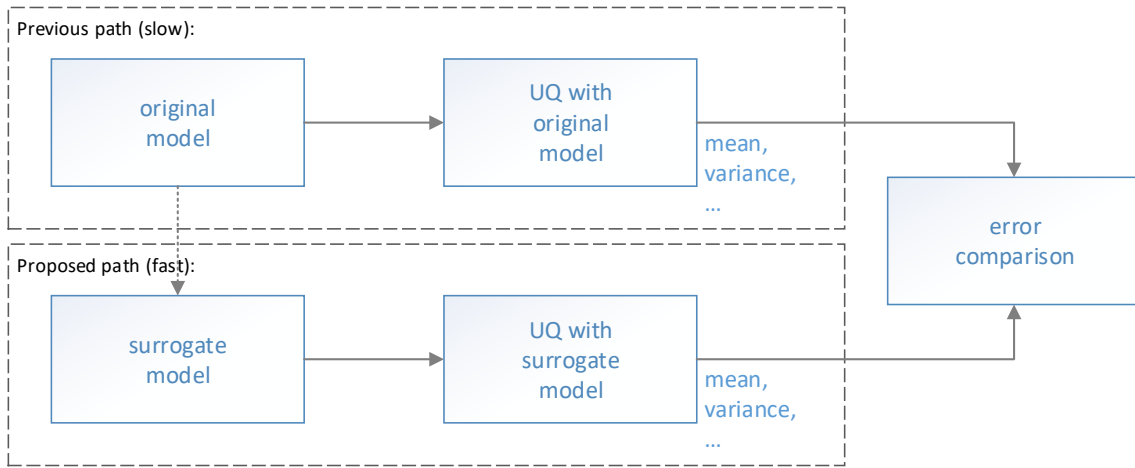 Previous path (slow):
original
model
UQ with
original
model
mean,
variance,
...
error
comparison
Proposed path (fast):
surrogate
model
UQ with
surrogate
model
mean,
variance,
...